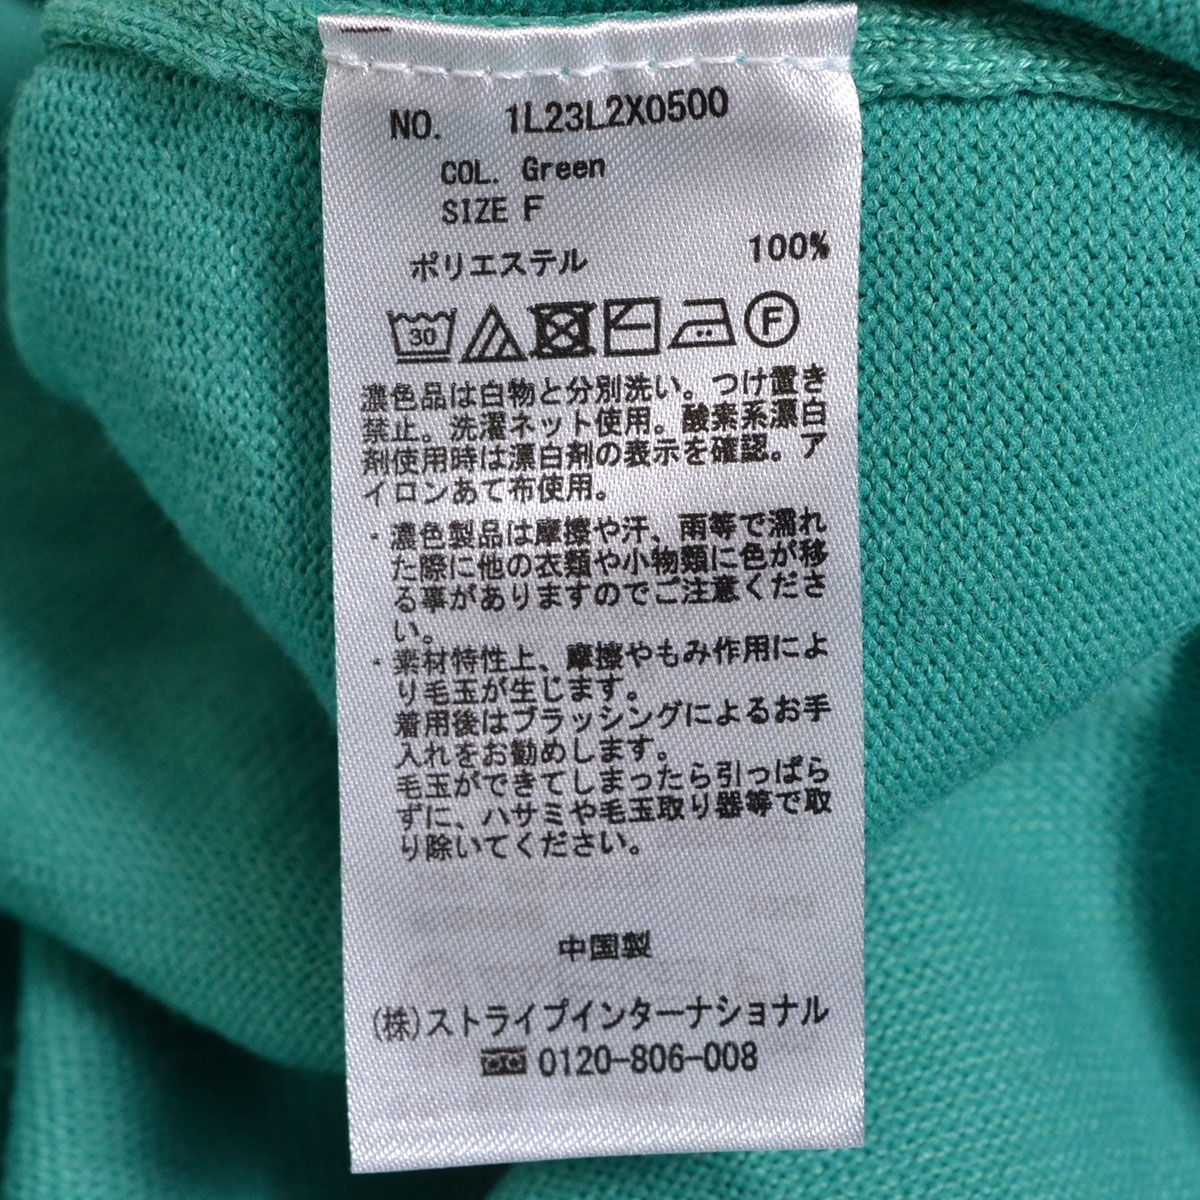 NO. 1L23L2X0500
COL. Green
SIZE F
ポリエステル 100%
30 F
濃色品は白物と分別洗い。つけ置き
禁止。洗濯ネット使用。酸素系漂白
剤使用時は漂白剤の表示を確認。ア
イロンあて布使用。
・濃色製品は摩擦や汗、雨等で濡れ
た際に他の衣類や小物類に色が移
る事がありますのでご注意くださ
い。
・素材特性上、摩擦やもみ作用によ
り毛玉が生じます。
着用後はブラッシングによるお手
入れをお勧めします。
毛玉ができてしまったら引っぱら
ずに、ハサミや毛玉取り器等で取
り除いてください。
中国製
(株)ストライプインターナショナル
0120-806-008